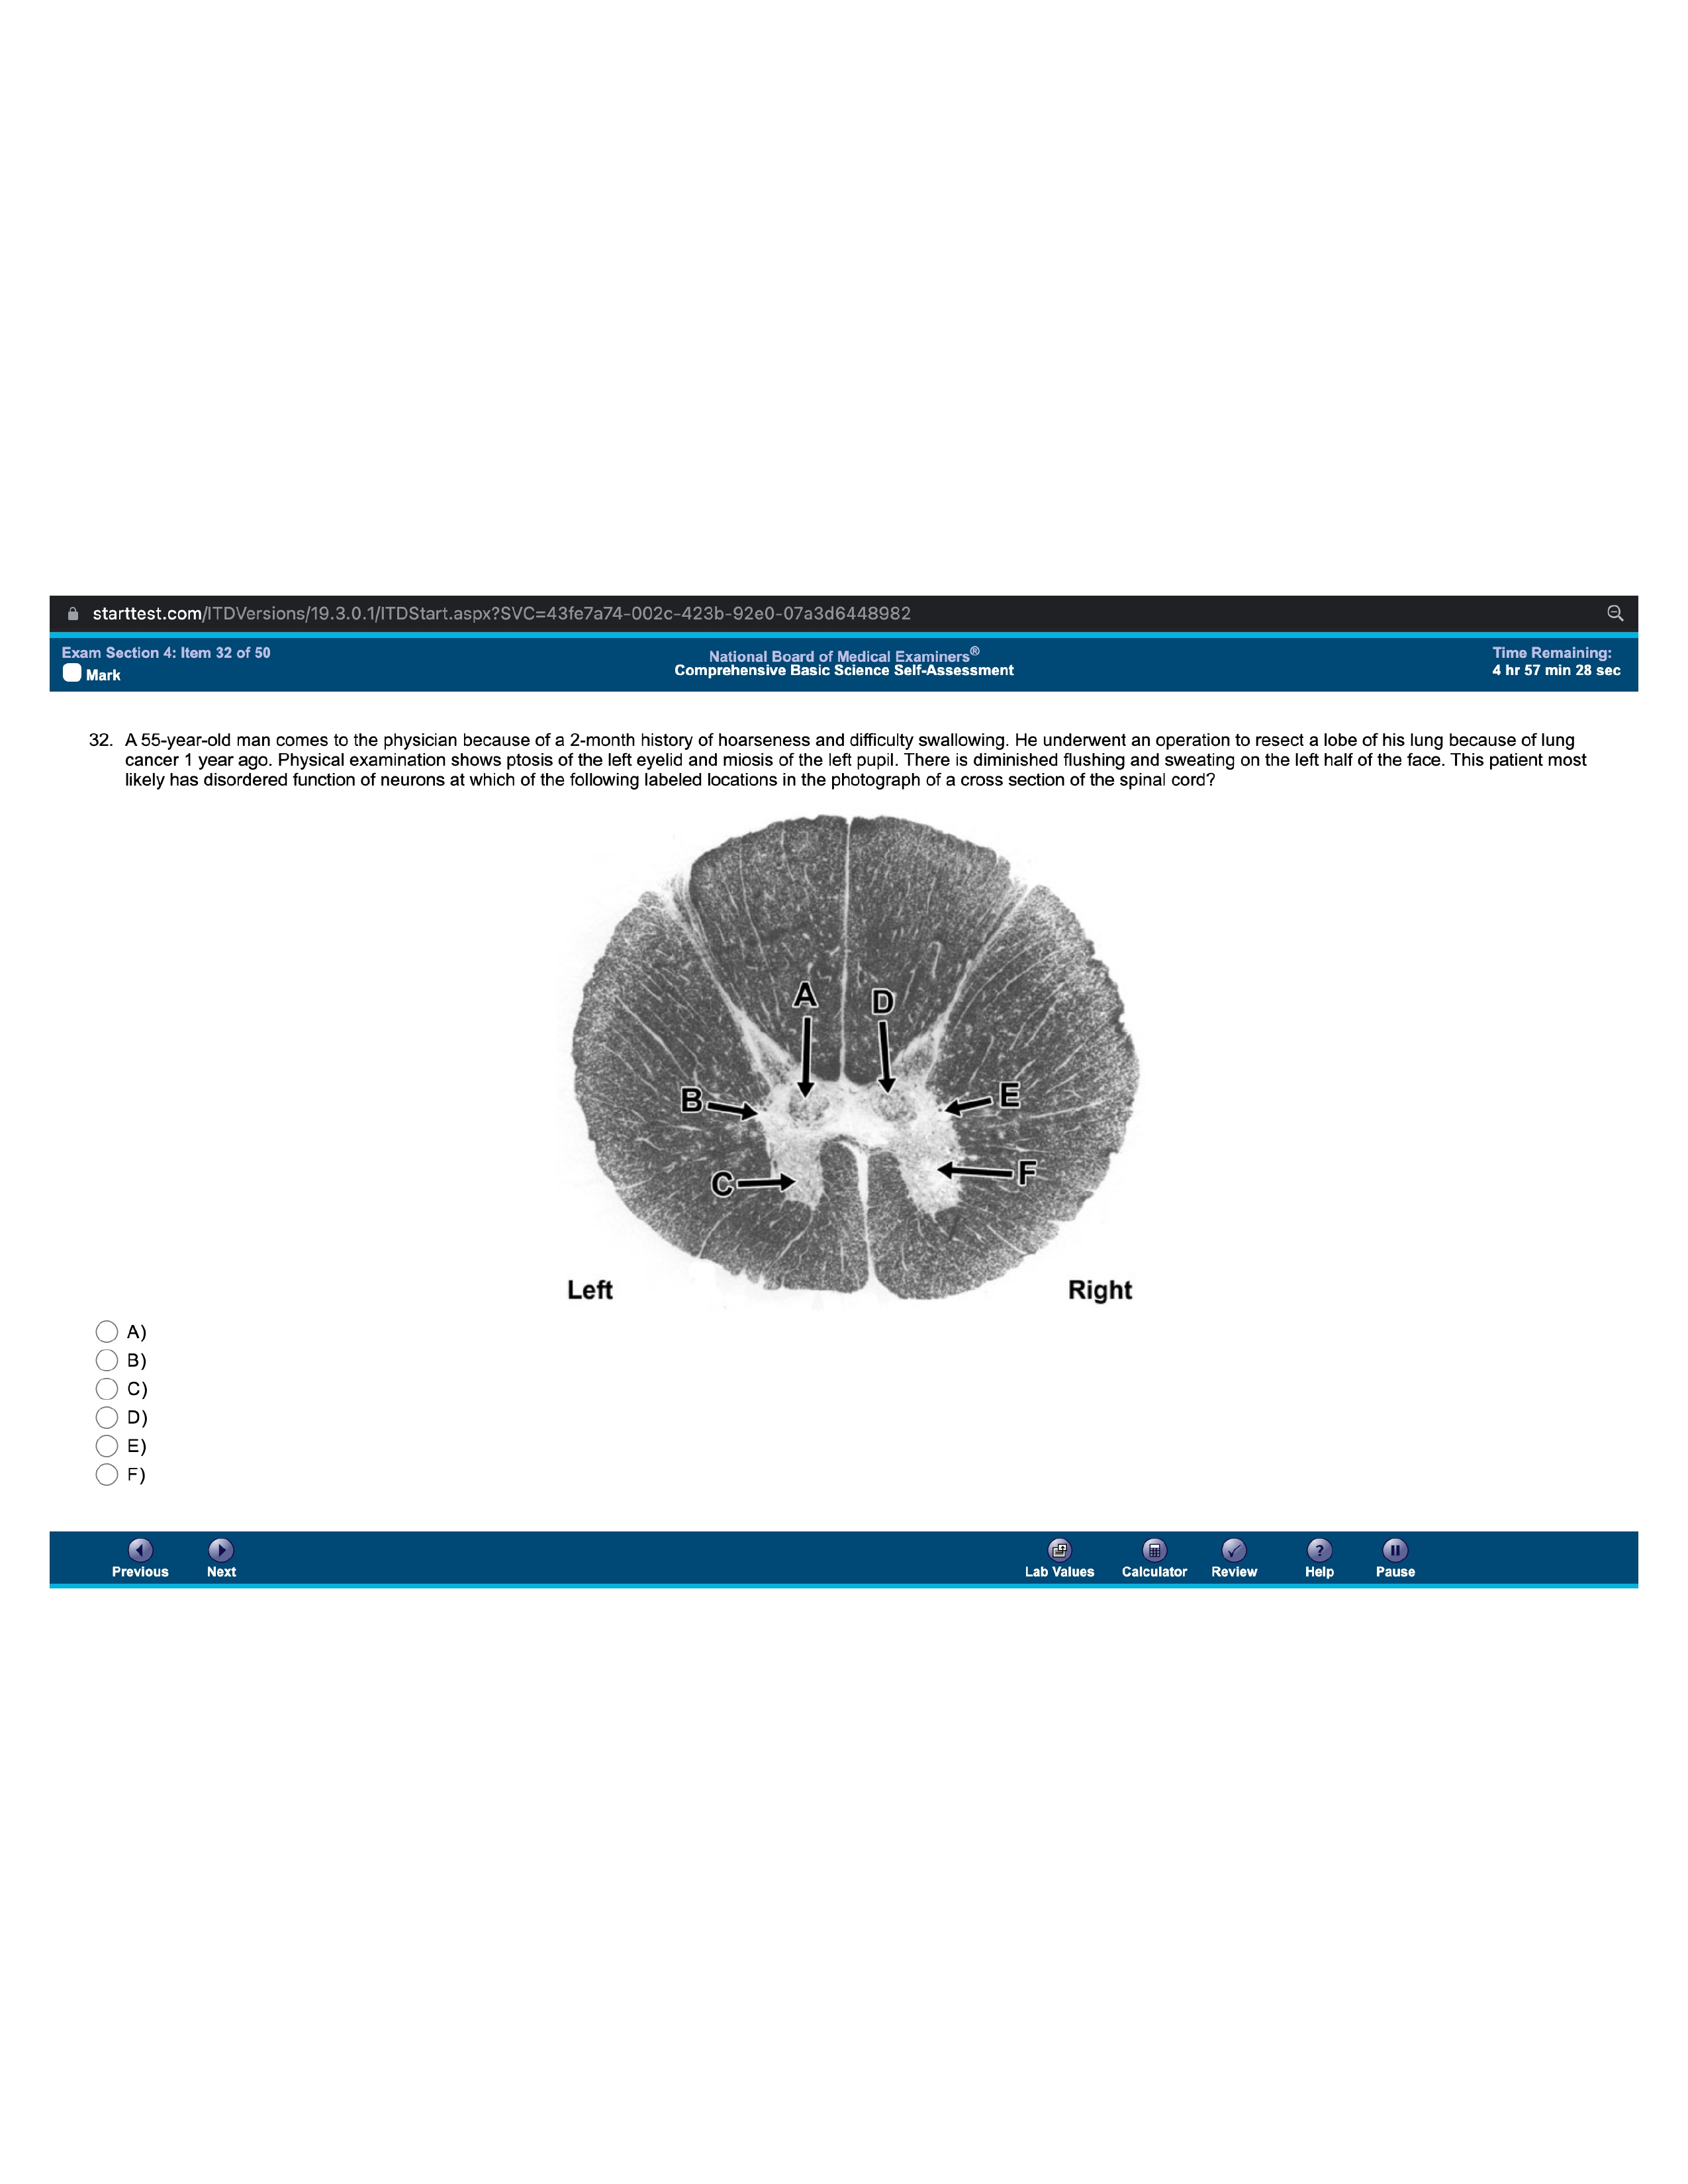 starttest.com/ITDVersions/19.3.0.1/ITDStart.aspx?SVC=43fe7a74-002c-423b-92e0-07a3d6448982
Exam Section 4: Item 32 of 50
National Board of Medical Examiners®
Time Remaining:
Mark
Comprehensive Basic Science Self-Assessment
4 hr 57 min 28 sec
32. A 55-year-old man comes to the physician because of a 2-month history of hoarseness and difficulty swallowing. He underwent an operation to resect a lobe of his lung because of lung
cancer 1 year ago. Physical examination shows ptosis of the left eyelid and miosis of the left pupil. There is diminished flushing and sweating on the left half of the face. This patient most
likely has disordered function of neurons at which of the following labeled locations in the photograph of a cross section of the spinal cord?
A D
B E
C F
Left Right
A)
B)
C)
D)
E)
F)
Previous Next Lab Values Calculator Review Help Pause